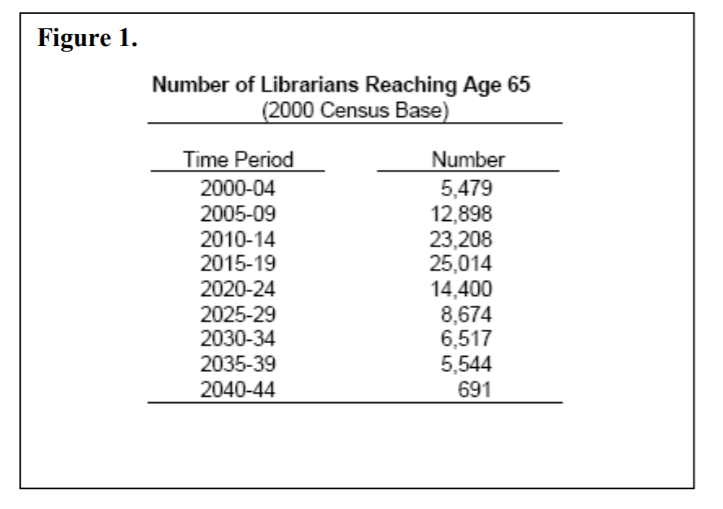 Figure 1.
Number of Librarians Reaching Age 65
(2000 Census Base)
Time Period Number
2000-04 5,479
2005-09 12,898
2010-14 23,208
2015-19 25,014
2020-24 14,400
2025-29 8,674
2030-34 6,517
2035-39 5,544
2040-44 691